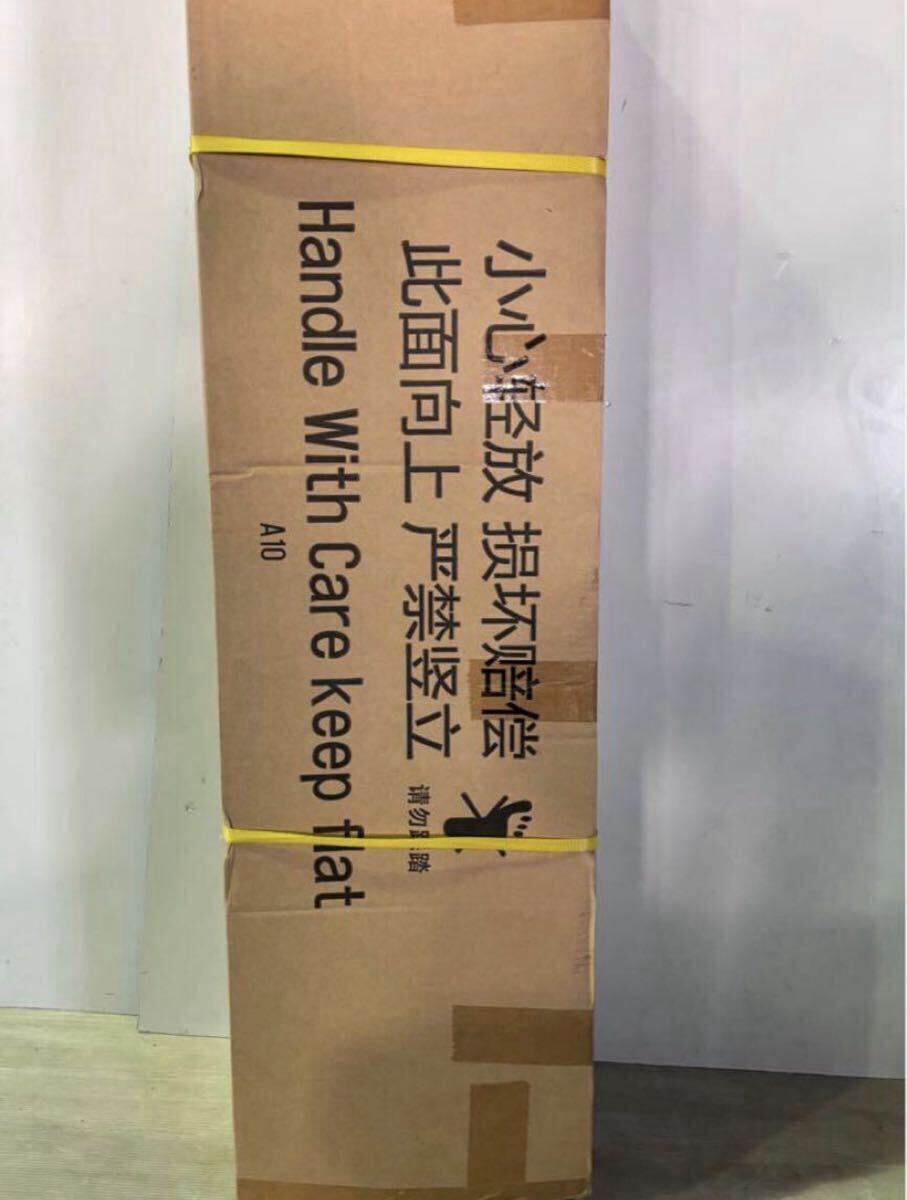 小心轻放 损坏赔偿
此面向上 严禁竖立
请勿踩踏
Handle With Care keep flat
A10